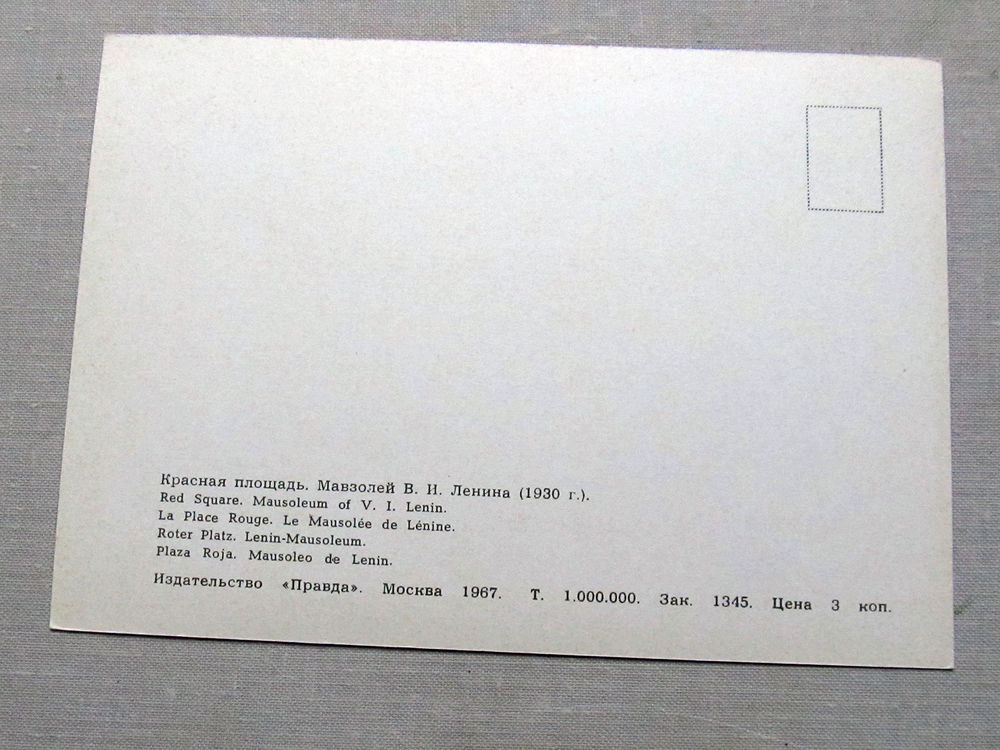 Красная площадь. Мавзолей В. И. Ленина (1930 г.).
Red Square. Mausoleum of V. I. Lenin.
La Place Rouge. Le Mausolée de Lénine.
Roter Platz. Lenin-Mausoleum.
Plaza Roja. Mausoleo de Lenin.
Издательство «Правда». Москва 1967. Т. 1.000.000. Зак. 1345. Цена 3 коп.